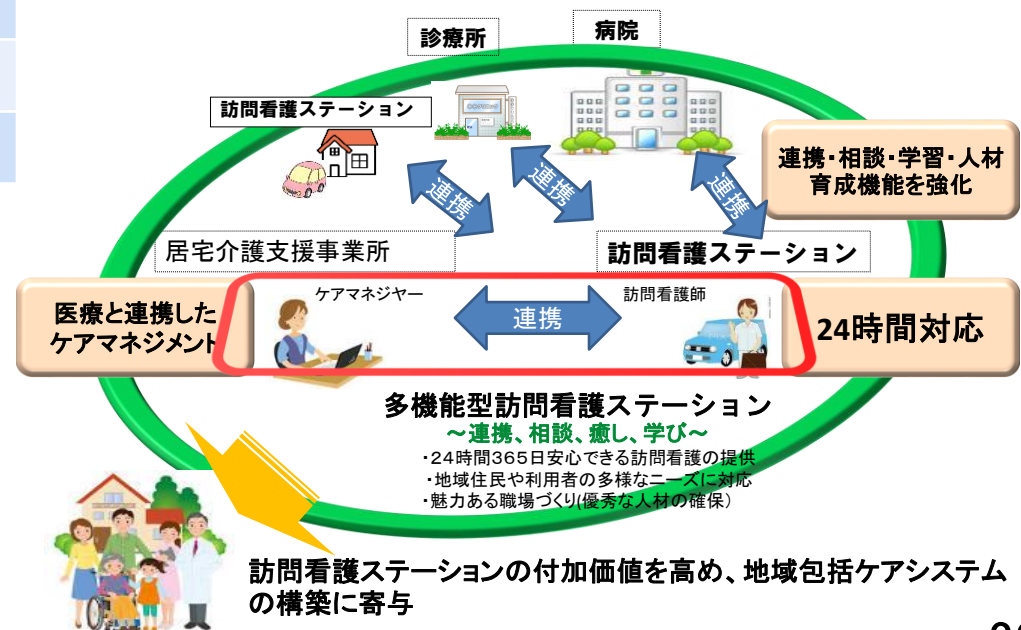 診療所
病院
訪問看護ステーション
連携・相談・学習・人材
育成機能を強化
連携
連携
連携
居宅介護支援事業所
訪問看護ステーション
医療と連携した
ケアマネジメント
ケアマネジャー
連携
訪問看護師
24時間対応
多機能型訪問看護ステーション
～連携、相談、癒し、学び～
・24時間365日安心できる訪問看護の提供
・地域住民や利用者の多様なニーズに対応
・魅力ある職場づくり(優秀な人材の確保）
訪問看護ステーションの付加価値を高め、地域包括ケアシステム
の構築に寄与